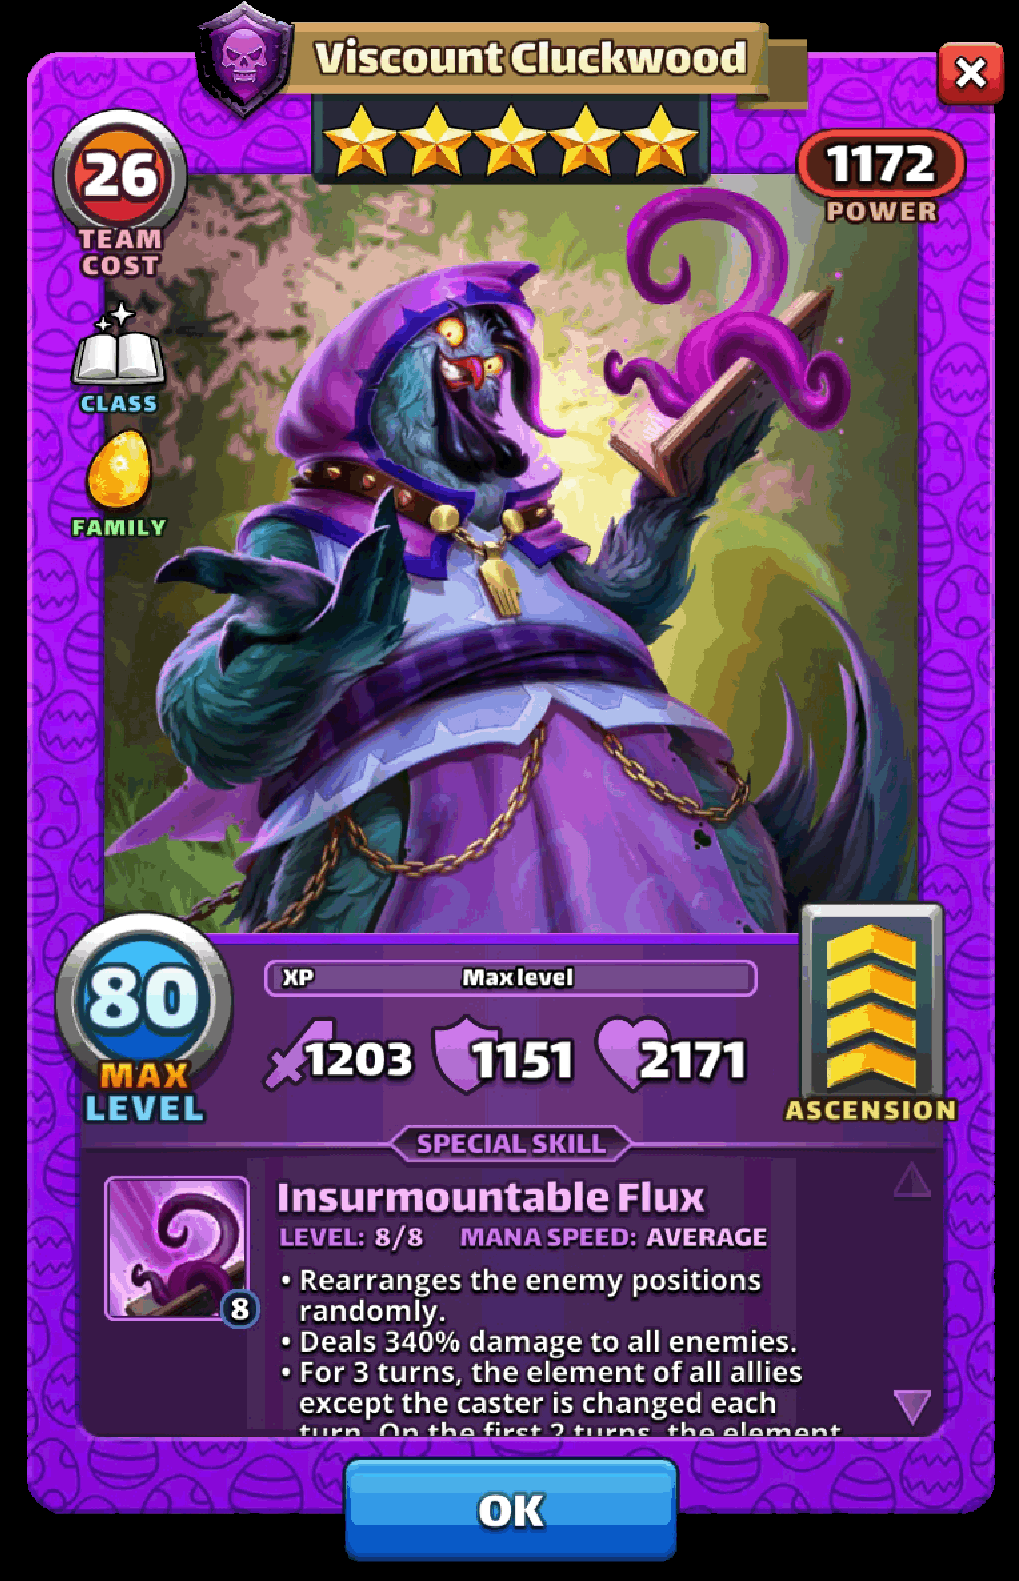 Viscount Cluckwood
26
TEAM
COST
1172
POWER
CLASS
FAMILY
80
MAX
LEVEL
XP Max level
1203 1151 2171
ASCENSION
SPECIAL SKILL
Insurmountable Flux
LEVEL: 8/8 MANA SPEED: AVERAGE
8
• Rearranges the enemy positions
randomly.
• Deals 340% damage to all enemies.
• For 3 turns, the element of all allies
except the caster is changed each
turn. On the first 2 turns, the element
OK